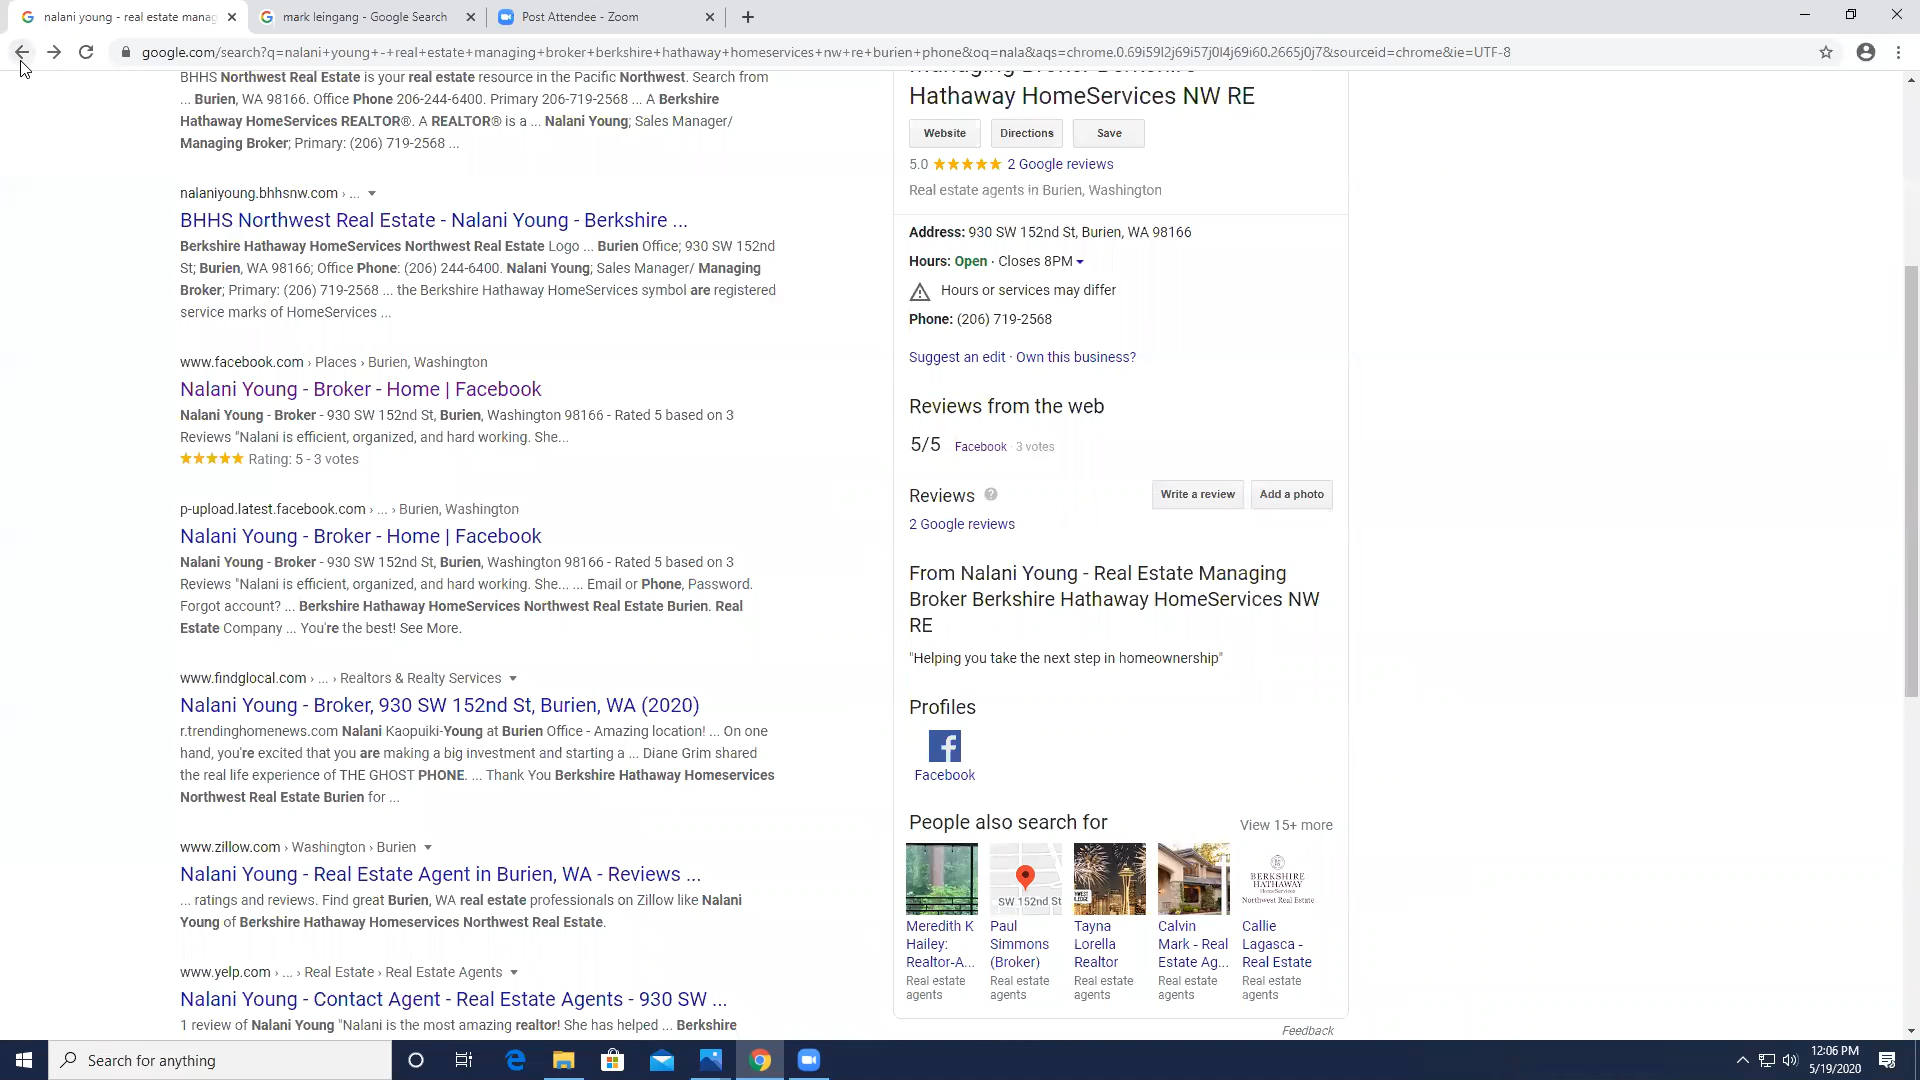 nalani young - real estate manag
mark leingang - Google Search
Post Attendee - Zoom
google.com/search?q=nalani+young+-+real+estate+managing+broker+berkshire+hathaway+homeservices+nw+re+burien+phone&oq=nala&aqs=chrome.0.69i59l2j69i57j0l4j69i60.2665j0j7&sourceid=chrome&ie=UTF-8
BHHS Northwest Real Estate is your real estate resource in the Pacific Northwest. Search from
... Burien, WA 98166. Office Phone 206-244-6400. Primary 206-719-2568 ... A Berkshire
Hathaway HomeServices REALTOR®. A REALTOR® is a ... Nalani Young; Sales Manager/
Managing Broker; Primary: (206) 719-2568 ...
nalaniyoung.bhhsnw.com › ...
BHHS Northwest Real Estate - Nalani Young - Berkshire ...
Berkshire Hathaway HomeServices Northwest Real Estate Logo ... Burien Office; 930 SW 152nd
St; Burien, WA 98166; Office Phone: (206) 244-6400. Nalani Young; Sales Manager/ Managing
Broker; Primary: (206) 719-2568 ... the Berkshire Hathaway HomeServices symbol are registered
service marks of HomeServices ...
www.facebook.com › Places › Burien, Washington
Nalani Young - Broker - Home | Facebook
Nalani Young - Broker - 930 SW 152nd St, Burien, Washington 98166 - Rated 5 based on 3
Reviews "Nalani is efficient, organized, and hard working. She...
Rating: 5 - 3 votes
p-upload.latest.facebook.com › ... › Burien, Washington
Nalani Young - Broker - Home | Facebook
Nalani Young - Broker - 930 SW 152nd St, Burien, Washington 98166 - Rated 5 based on 3
Reviews "Nalani is efficient, organized, and hard working. She... ... Email or Phone, Password.
Forgot account? ... Berkshire Hathaway HomeServices Northwest Real Estate Burien. Real
Estate Company ... You're the best! See More.
www.findglocal.com › ... › Realtors & Realty Services
Nalani Young - Broker, 930 SW 152nd St, Burien, WA (2020)
r.trendinghomenews.com Nalani Kaopuiki-Young at Burien Office - Amazing location! ... On one
hand, you're excited that you are making a big investment and starting a ... Diane Grim shared
the real life experience of THE GHOST PHONE. ... Thank You Berkshire Hathaway Homeservices
Northwest Real Estate Burien for ...
www.zillow.com › Washington › Burien
Nalani Young - Real Estate Agent in Burien, WA - Reviews ...
... ratings and reviews. Find great Burien, WA real estate professionals on Zillow like Nalani
Young of Berkshire Hathaway Homeservices Northwest Real Estate.
www.yelp.com › ... › Real Estate › Real Estate Agents
Nalani Young - Contact Agent - Real Estate Agents - 930 SW ...
1 review of Nalani Young "Nalani is the most amazing realtor! She has helped ... Berkshire
Managing Broker Berkshire
Hathaway HomeServices NW RE
Website Directions Save
5.0 2 Google reviews
Real estate agents in Burien, Washington
Address: 930 SW 152nd St, Burien, WA 98166
Hours: Open · Closes 8PM
Hours or services may differ
Phone: (206) 719-2568
Suggest an edit · Own this business?
Reviews from the web
5/5 Facebook · 3 votes
Reviews ? Write a review Add a photo
2 Google reviews
From Nalani Young - Real Estate Managing
Broker Berkshire Hathaway HomeServices NW
RE
"Helping you take the next step in homeownership"
Profiles
Facebook
People also search for View 15+ more
SW 152nd St
BERKSHIRE
HATHAWAY
HomeServices
Northwest Real Estate
Meredith K Paul Tayna Calvin Callie
Hailey: Simmons Lorella Mark - Real Lagasca -
Realtor-A... (Broker) Realtor Estate Ag... Real Estate
Real estate Real estate Real estate Real estate Real estate
agents agents agents agents agents
Feedback
Search for anything
12:06 PM
5/19/2020